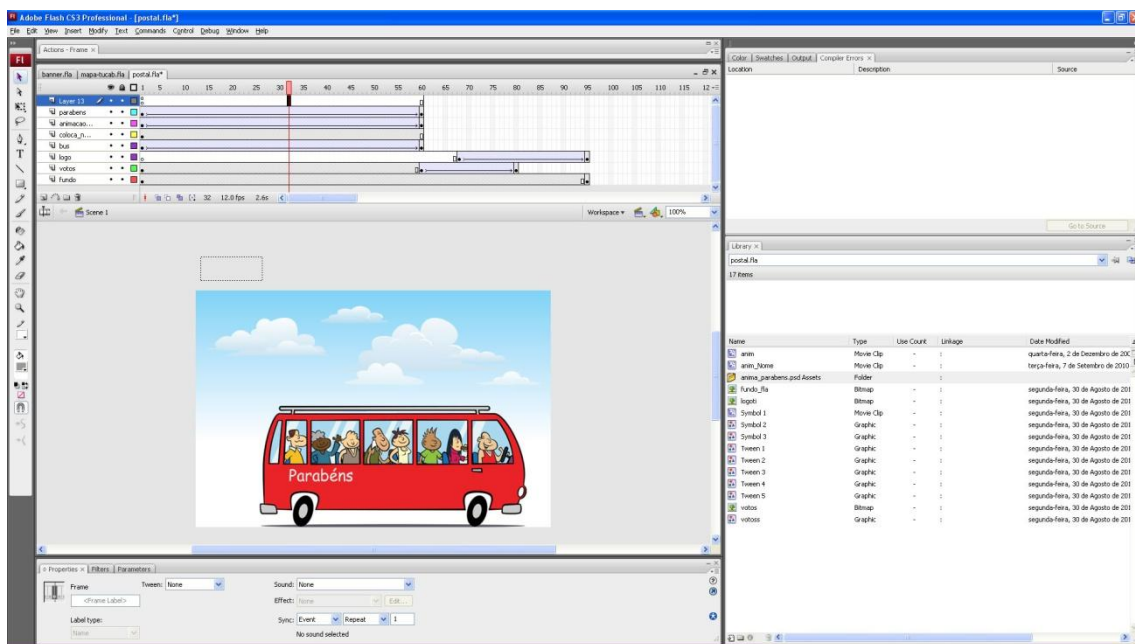 Adobe Flash CS3 Professional - [postal.fla*]
File Edit View Insert Modify Text Commands Control Debug Window Help
Actions - Frame ×
banner.fla mapa-tucab.fla postal.fla*
1 5 10 15 20 25 30 35 40 45 50 55 60 65 70 75 80 85 90 95 100 105 110 115 12
Layer 13
parabens
animacao...
coloca_n...
bus
logo
votos
fundo
32 12.0 fps 2.6s
Scene 1
Workspace
100%
Parabéns
Properties × Filters Parameters
Frame
<Frame Label>
Label type:
Name
Tween: None
Sound: None
Effect: None Edit...
Sync: Event Repeat 1
No sound selected
Color Swatches Output Compiler Errors ×
Location Description Source
Go to Source
Library ×
postal.fla
17 items
Name Type Use Count Linkage Date Modified
anim Movie Clip - : quarta-feira, 2 de Dezembro de 200
anim_Nome Movie Clip - : terça-feira, 7 de Setembro de 2010
anima_parabens.psd Assets Folder :
fundo_fla Bitmap - : segunda-feira, 30 de Agosto de 201
logoti Bitmap - : segunda-feira, 30 de Agosto de 201
Symbol 1 Movie Clip - : segunda-feira, 30 de Agosto de 201
Symbol 2 Graphic - : segunda-feira, 30 de Agosto de 201
Symbol 3 Graphic - : segunda-feira, 30 de Agosto de 201
Tween 1 Graphic - : segunda-feira, 30 de Agosto de 201
Tween 2 Graphic - : segunda-feira, 30 de Agosto de 201
Tween 3 Graphic - : segunda-feira, 30 de Agosto de 201
Tween 4 Graphic - : segunda-feira, 30 de Agosto de 201
Tween 5 Graphic - : segunda-feira, 30 de Agosto de 201
votos Bitmap - : segunda-feira, 30 de Agosto de 201
votoss Graphic - : segunda-feira, 30 de Agosto de 201